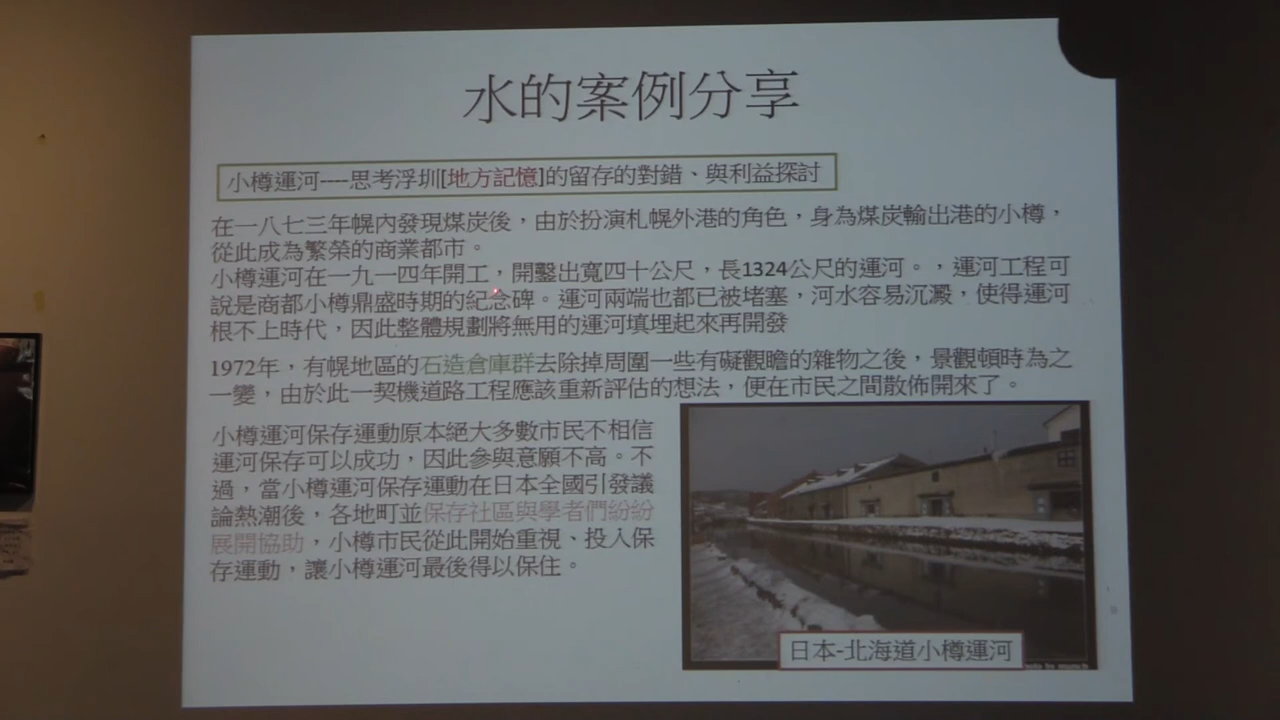 水的案例分享
小樽運河----思考浮圳[地方記憶]的留存的對錯、與利益探討
在一八七三年幌內發現煤炭後，由於扮演札幌外港的角色，身為煤炭輸出港的小樽，
從此成為繁榮的商業都市。
小樽運河在一九一四年開工，開鑿出寬四十公尺，長1324公尺的運河。，運河工程可
說是商都小樽鼎盛時期的紀念碑。運河兩端也都已被堵塞，河水容易沉澱，使得運河
根不上時代，因此整體規劃將無用的運河填埋起來再開發
1972年，有幌地區的石造倉庫群去除掉周圍一些有礙觀瞻的雜物之後，景觀頓時為之
一變，由於此一契機道路工程應該重新評估的想法，便在市民之間散佈開來了。
小樽運河保存運動原本絕大多數市民不相信
運河保存可以成功，因此參與意願不高。不
過，當小樽運河保存運動在日本全國引發議
論熱潮後，各地町並保存社區與學者們紛紛
展開協助，小樽市民從此開始重視、投入保
存運動，讓小樽運河最後得以保住。
日本-北海道小樽運河